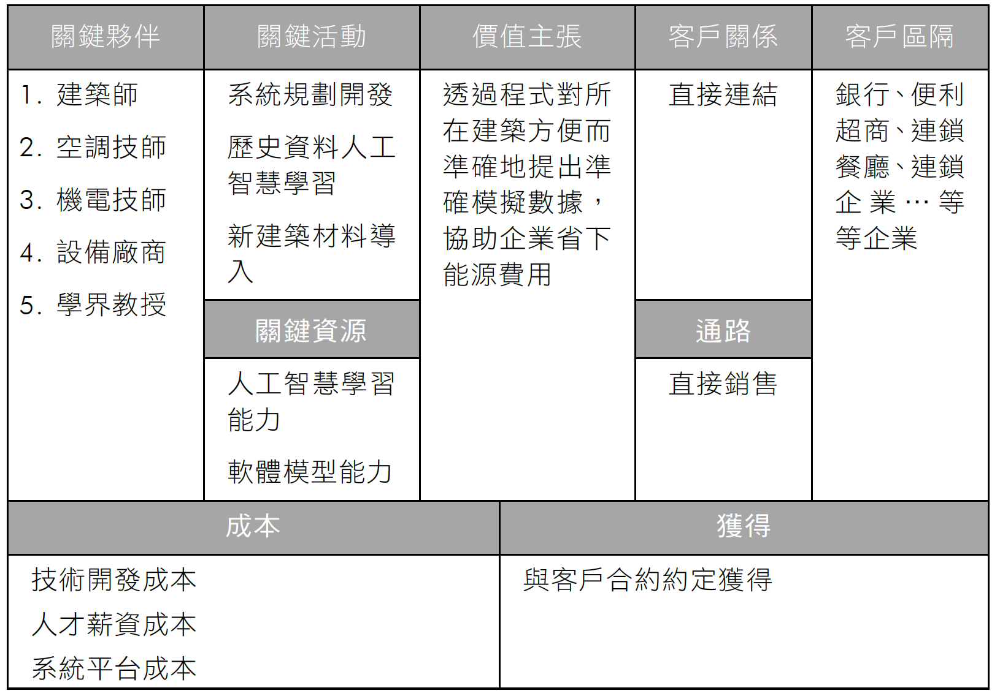 關鍵夥伴
1. 建築師
2. 空調技師
3. 機電技師
4. 設備廠商
5. 學界教授
關鍵活動
系統規劃開發
歷史資料人工
智慧學習
新建築材料導
入
關鍵資源
人工智慧學習
能力
軟體模型能力
價值主張
透過程式對所
在建築方便而
準確地提出準
確模擬數據，
協助企業省下
能源費用
客戶關係
直接連結
通路
直接銷售
客戶區隔
銀行、便利
超商、連鎖
餐廳、連鎖
企業…等
等企業
成本
技術開發成本
人才薪資成本
系統平台成本
獲得
與客戶合約約定獲得